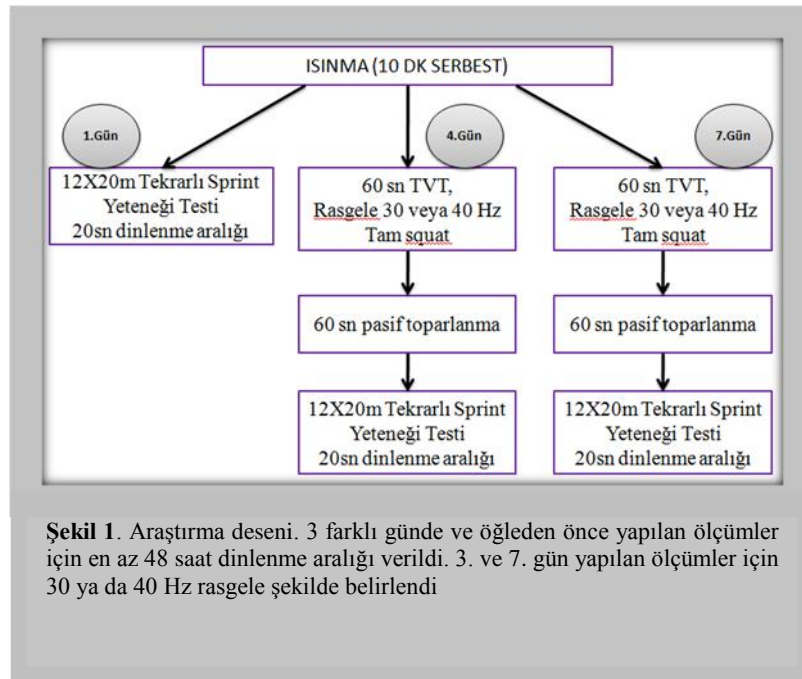 ISINMA (10 DK SERBEST)
1.Gün
4.Gün
7.Gün
12X20m Tekrarlı Sprint
Yeteneği Testi
20sn dinlenme aralığı
60 sn TVT,
Rasgele 30 veya 40 Hz
Tam squat
60 sn TVT,
Rasgele 30 veya 40 Hz
Tam squat
60 sn pasif toparlanma
60 sn pasif toparlanma
12X20m Tekrarlı Sprint
Yeteneği Testi
20sn dinlenme aralığı
12X20m Tekrarlı Sprint
Yeteneği Testi
20sn dinlenme aralığı
Şekil 1. Araştırma deseni. 3 farklı günde ve öğleden önce yapılan ölçümler
için en az 48 saat dinlenme aralığı verildi. 3. ve 7. gün yapılan ölçümler için
30 ya da 40 Hz rasgele şekilde belirlendi